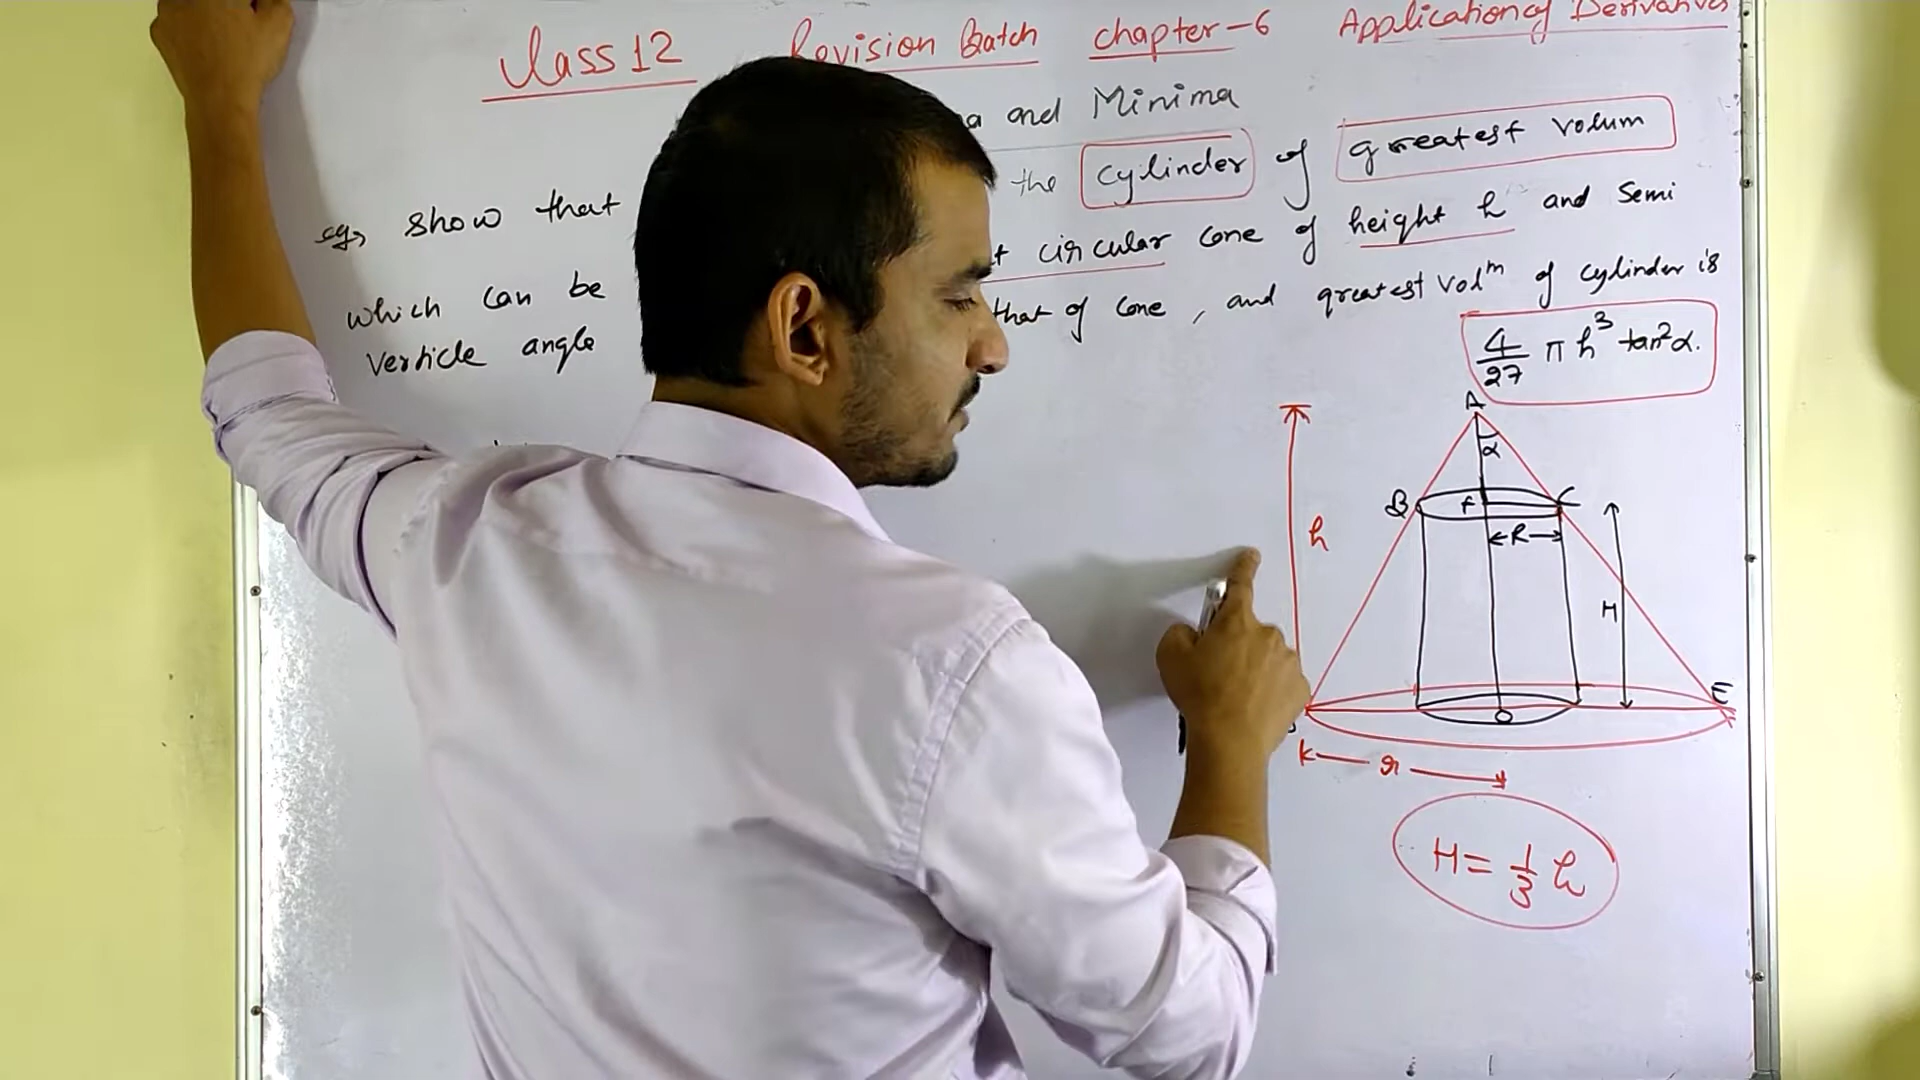 Class 12 Revision Batch chapter-6 Application of Derivatives
and Minima
eg, show that the cylinder of greatest volum
which can be circular cone of height h and semi
verticle angle that of cone, and greatest volm of cylinder is
4/27 π h³ tan²α.
A
α
B F C
R
h
H
E
O
r
H = 1/3 h